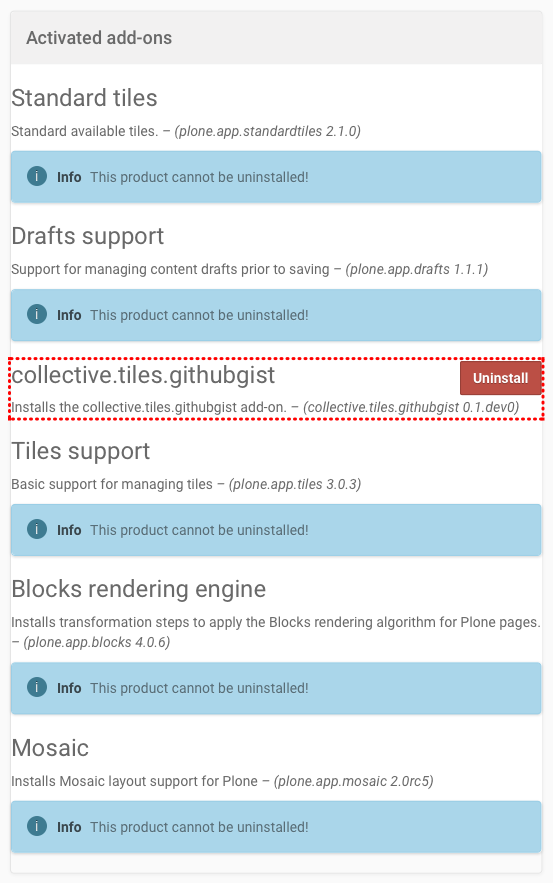 Activated add-ons
Standard tiles
Standard available tiles. – (plone.app.standardtiles 2.1.0)
i Info This product cannot be uninstalled!
Drafts support
Support for managing content drafts prior to saving – (plone.app.drafts 1.1.1)
i Info This product cannot be uninstalled!
collective.tiles.githubgist Uninstall
Installs the collective.tiles.githubgist add-on. – (collective.tiles.githubgist 0.1.dev0)
Tiles support
Basic support for managing tiles – (plone.app.tiles 3.0.3)
i Info This product cannot be uninstalled!
Blocks rendering engine
Installs transformation steps to apply the Blocks rendering algorithm for Plone pages.
– (plone.app.blocks 4.0.6)
i Info This product cannot be uninstalled!
Mosaic
Installs Mosaic layout support for Plone – (plone.app.mosaic 2.0rc5)
i Info This product cannot be uninstalled!